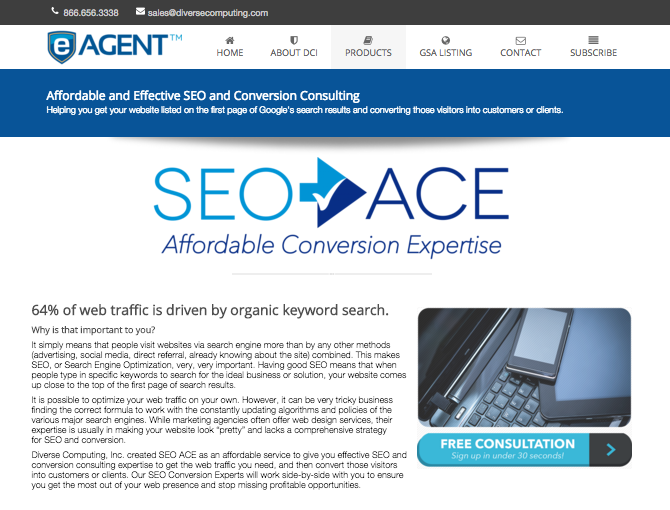 866.656.3338 sales@diversecomputing.com
eAGENT™
HOME ABOUT DCI PRODUCTS GSA LISTING CONTACT SUBSCRIBE
Affordable and Effective SEO and Conversion Consulting
Helping you get your website listed on the first page of Google's search results and converting those visitors into customers or clients.
SEO ACE
Affordable Conversion Expertise
64% of web traffic is driven by organic keyword search.
Why is that important to you?
It simply means that people visit websites via search engine more than by any other methods
(advertising, social media, direct referral, already knowing about the site) combined. This makes
SEO, or Search Engine Optimization, very, very important. Having good SEO means that when
people type in specific keywords to search for the ideal business or solution, your website comes
up close to the top of the first page of search results.
It is possible to optimize your web traffic on your own. However, it can be very tricky business
finding the correct formula to work with the constantly updating algorithms and policies of the
various major search engines. While marketing agencies often offer web design services, their
expertise is usually in making your website look “pretty” and lacks a comprehensive strategy
for SEO and conversion.
Diverse Computing, Inc. created SEO ACE as an affordable service to give you effective SEO and
conversion consulting expertise to get the web traffic you need, and then convert those visitors
into customers or clients. Our SEO Conversion Experts will work side-by-side with you to ensure
you get the most out of your web presence and stop missing profitable opportunities.
FREE CONSULTATION
Sign up in under 30 seconds!